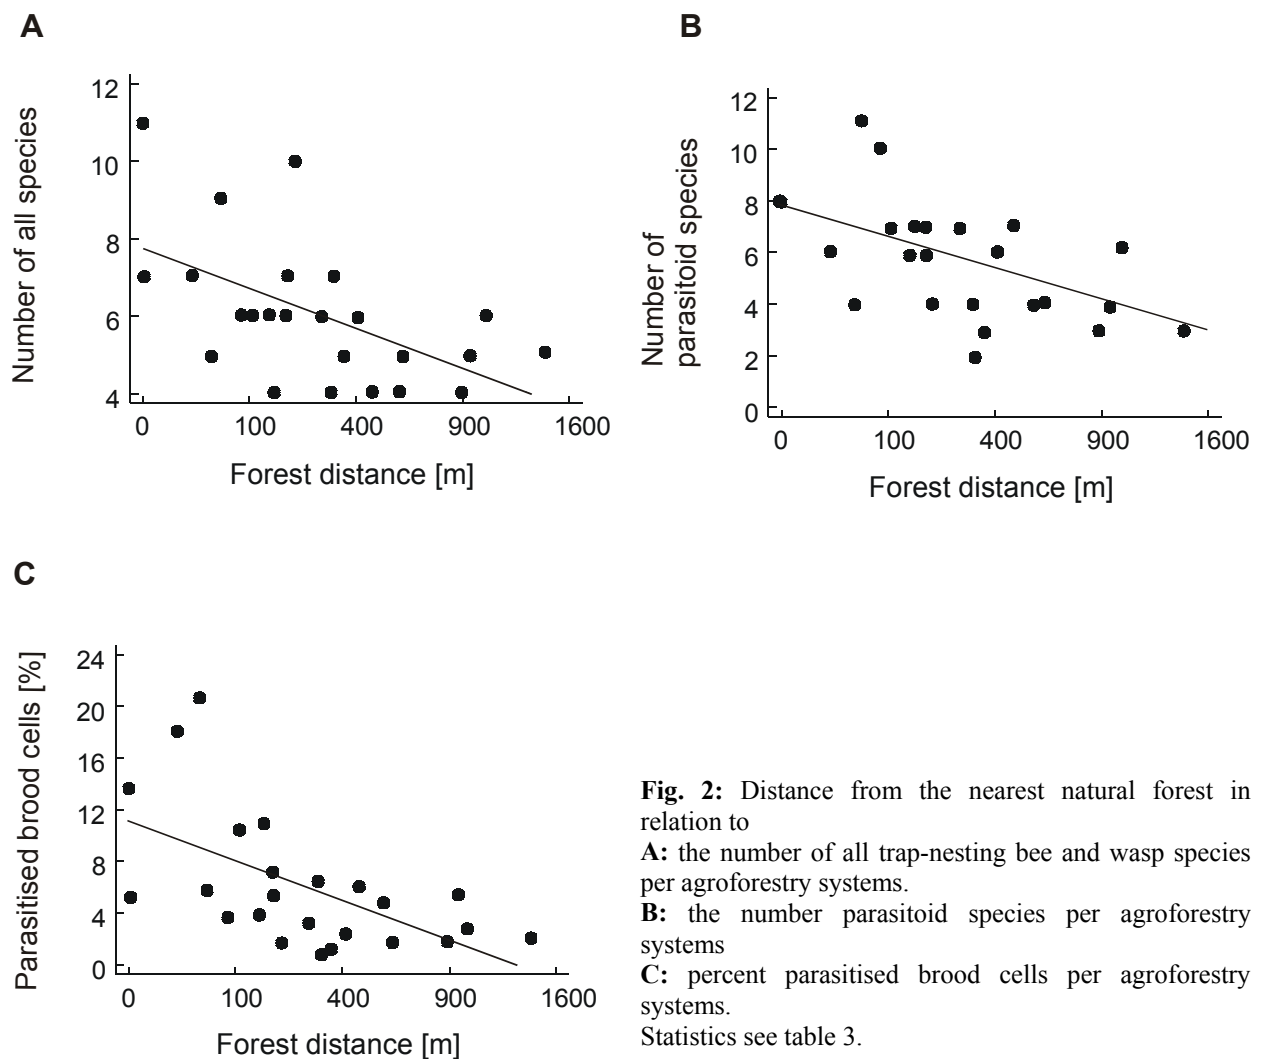 A
Number of all species
12
10
8
6
4
0 100 400 900 1600
Forest distance [m]
B
Number of
parasitoid species
12
10
8
6
4
2
0
0 100 400 900 1600
Forest distance [m]
C
Parasitised brood cells [%]
24
20
16
12
8
4
0
0 100 400 900 1600
Forest distance [m]
Fig. 2: Distance from the nearest natural forest in
relation to
A: the number of all trap-nesting bee and wasp species
per agroforestry systems.
B: the number parasitoid species per agroforestry
systems
C: percent parasitised brood cells per agroforestry
systems.
Statistics see table 3.